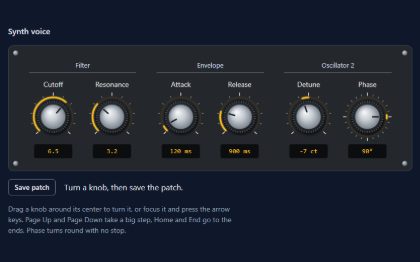 Synth voice
Filter
Envelope
Oscillator 2
Cutoff
Resonance
Attack
Release
Detune
Phase
6.5
3.2
120 ms
900 ms
-7 ct
90°
Save patch
Turn a knob, then save the patch.
Drag a knob around its center to turn it, or focus it and press the arrow
keys. Page Up and Page Down take a big step, Home and End go to the
ends. Phase turns round with no stop.